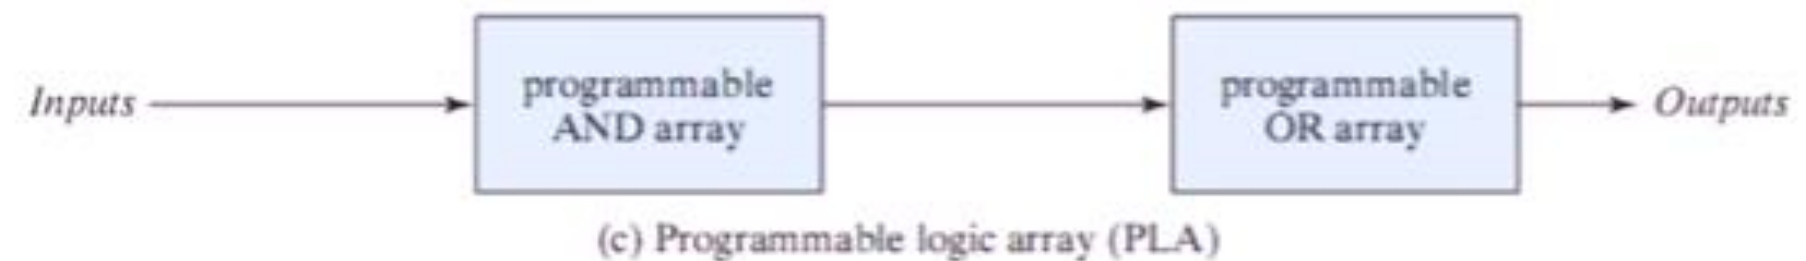 Inputs
programmable
AND array
programmable
OR array
Outputs
(c) Programmable logic array (PLA)